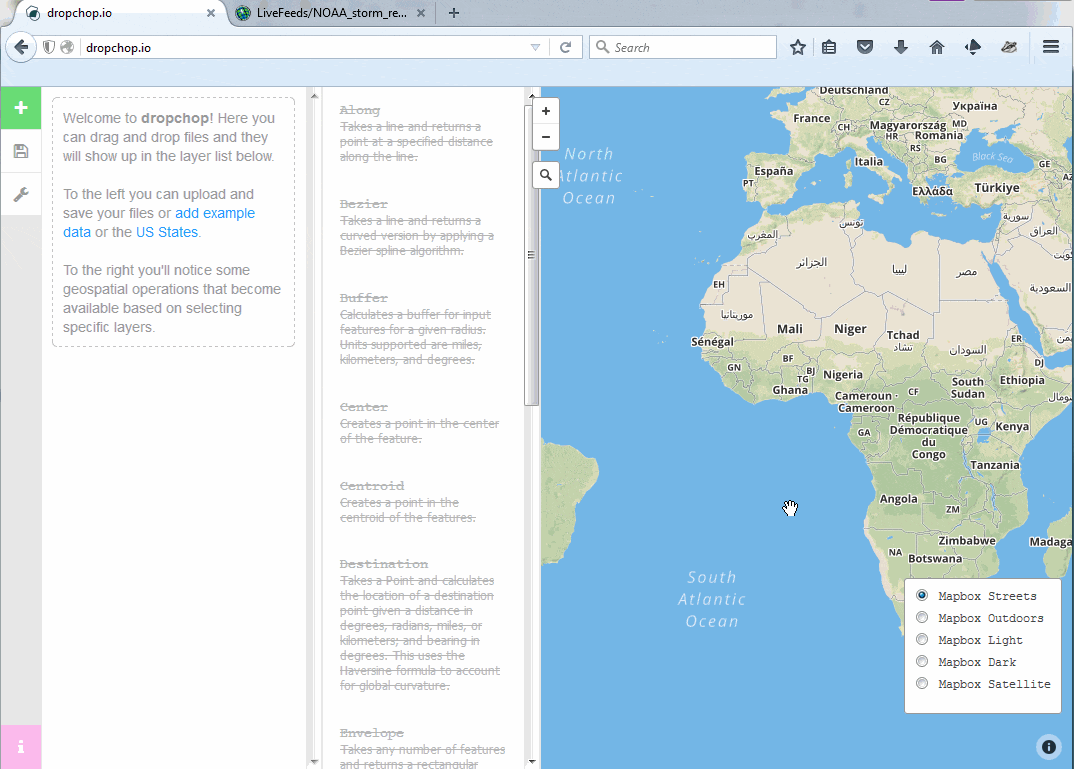 dropchop.io
LiveFeeds/NOAA_storm_re...
dropchop.io
Search
Welcome to dropchop! Here you
can drag and drop files and they
will show up in the layer list below.
To the left you can upload and
save your files or add example
data or the US States.
To the right you'll notice some
geospatial operations that become
available based on selecting
specific layers.
Along
Takes a line and returns a
point at a specified distance
along the line.
Bezier
Takes a line and returns a
curved version by applying a
Bezier spline algorithm.
Buffer
Calculates a buffer for input
features for a given radius.
Units supported are miles,
kilometers, and degrees.
Center
Creates a point in the center
of the feature.
Centroid
Creates a point in the
centroid of the features.
Destination
Takes a Point and calculates
the location of a destination
point given a distance in
degrees, radians, miles, or
kilometers; and bearing in
degrees. This uses the
Haversine formula to account
for global curvature.
Envelope
Takes any number of features
and returns a rectangular
+
−
North
Atlantic
Ocean
Deutschland
CZ
Україна
France
CH
Magyarország
MD
HR
România
RS
Italia
BG
Black Sea
GE
España
PT
Ελλάδα
Türkiye
AZ
تونس
سورية
المغرب
العراق
الجزائر
ليبيا
مصر
السعودية
EH
موريتانيا
Mali
Niger
Tchad
تشاد
السودان
ER
Sénégal
BF
DJ
GN
BJ
TG
Nigeria
Ghana
South
Sudan
Ethiopia
Cameroun -
Cameroon
CF
République
Démocratique
du
Congo
UG
Kenya
GA
Tanzania
Angola
ZM
Zimbabwe
Madaga
NA
Botswana
South
Atlantic
Ocean
Mapbox Streets
Mapbox Outdoors
Mapbox Light
Mapbox Dark
Mapbox Satellite